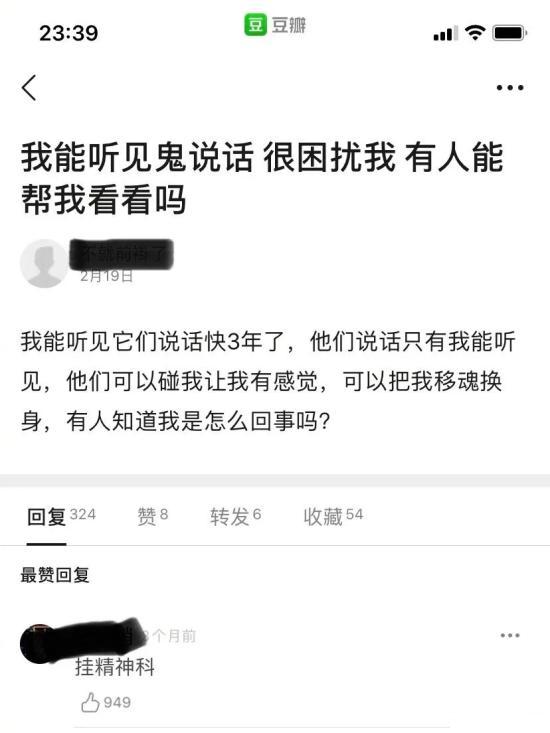 23:39
豆 豆瓣
我能听见鬼说话 很困扰我 有人能
帮我看看吗
2月19日
我能听见它们说话快3年了，他们说话只有我能听
见，他们可以碰我让我有感觉，可以把我移魂换
身，有人知道我是怎么回事吗?
回复 324 赞 8 转发 6 收藏 54
最赞回复
个月前
挂精神科
949